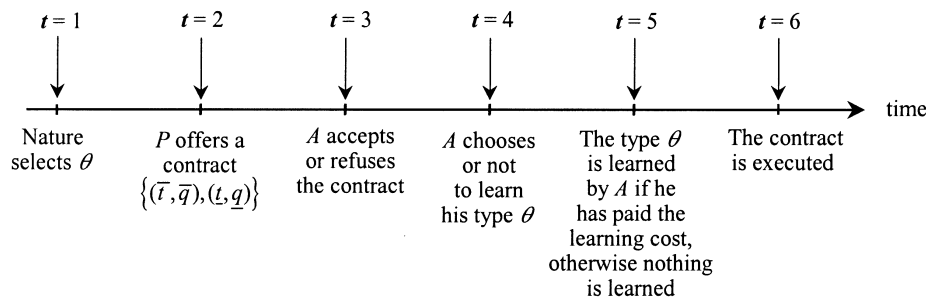 t = 1
t = 2
t = 3
t = 4
t = 5
t = 6
time
Nature
selects θ
P offers a
contract
{(t̅, q̅), (t̲, q̲)}
A accepts
or refuses
the contract
A chooses
or not
to learn
his type θ
The type θ
is learned
by A if he
has paid the
learning cost,
otherwise nothing
is learned
The contract
is executed